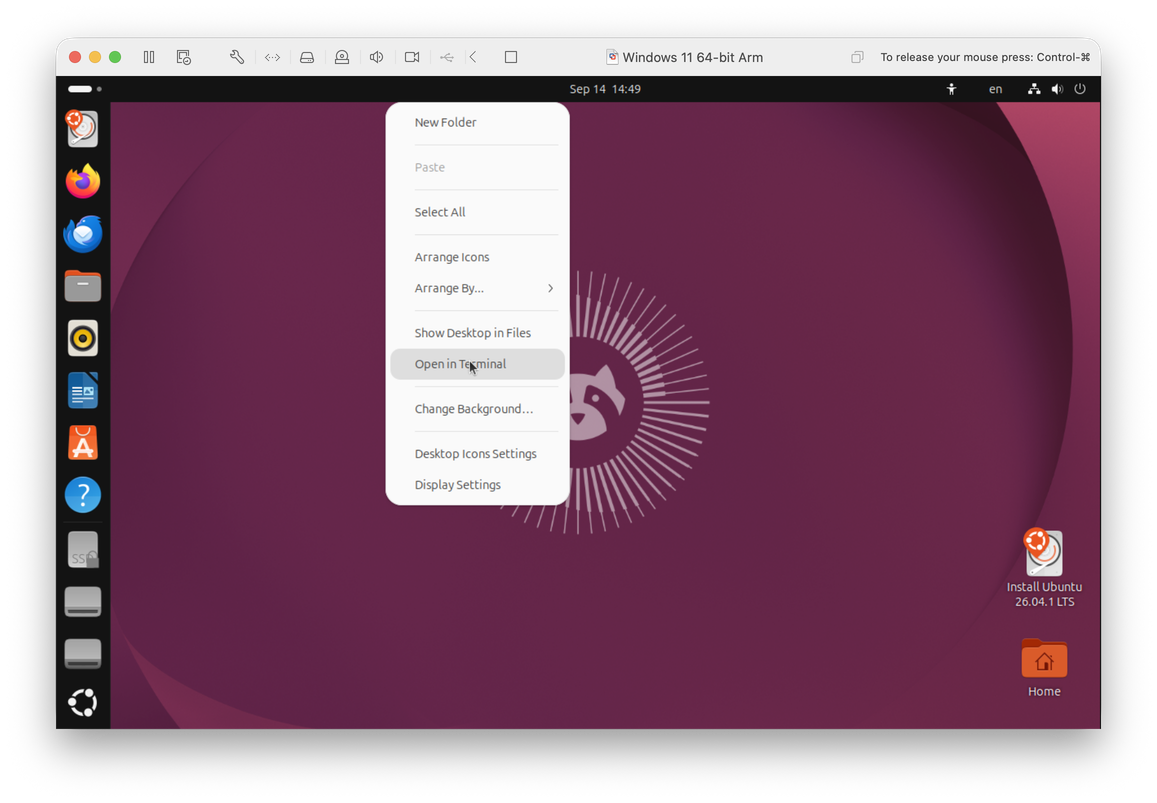 Windows 11 64-bit Arm
To release your mouse press: Control-⌘
Sep 14 14:49
en
New Folder
Paste
Select All
Arrange Icons
Arrange By...
Show Desktop in Files
Open in Terminal
Change Background…
Desktop Icons Settings
Display Settings
SSD
Install Ubuntu
26.04.1 LTS
Home